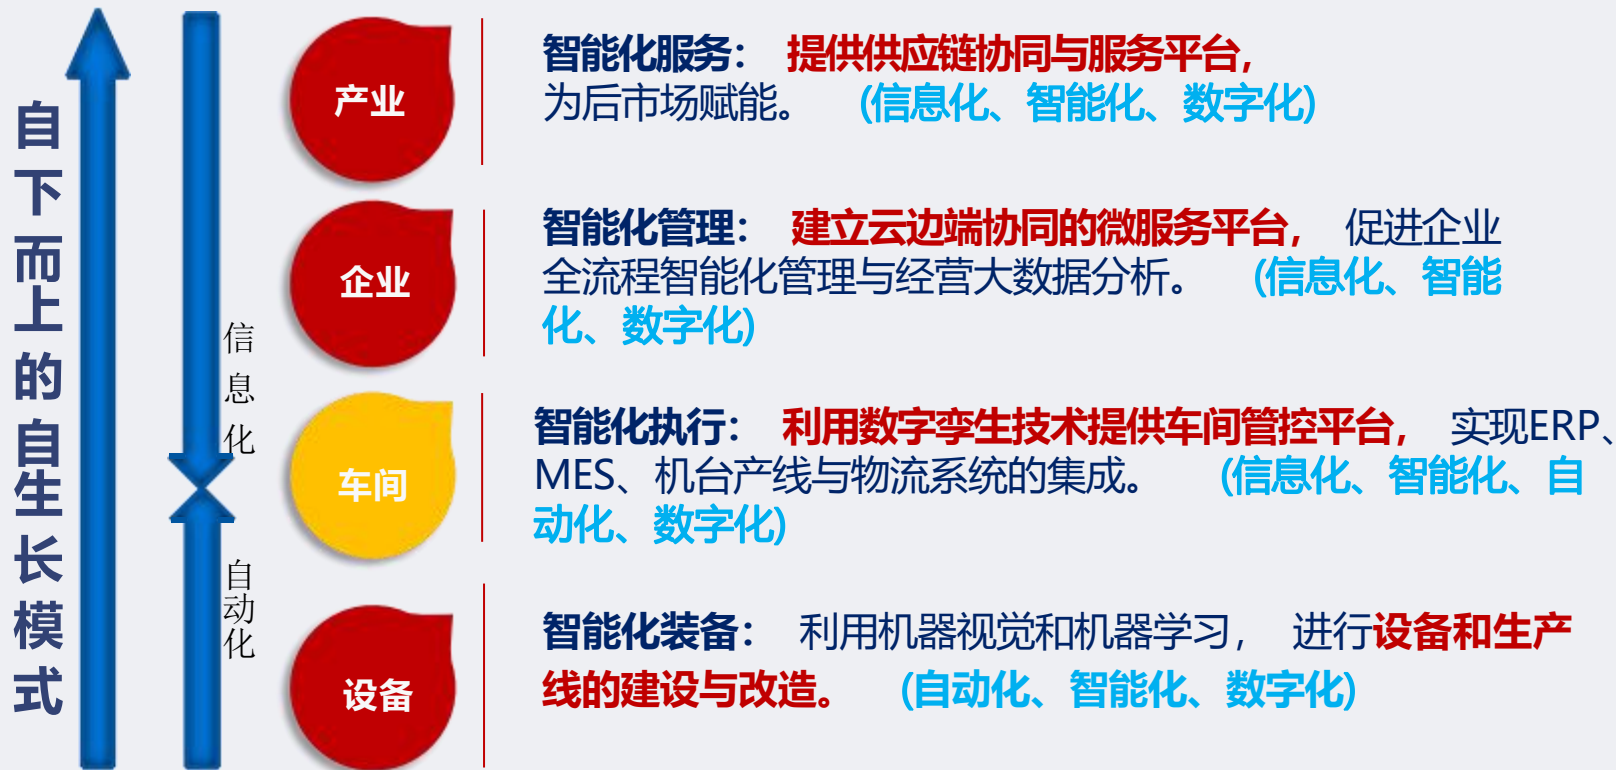 自下而上的自生长模式
信息化
自动化
产业
智能化服务： 提供供应链协同与服务平台,
为后市场赋能。 (信息化、智能化、数字化)
企业
智能化管理： 建立云边端协同的微服务平台, 促进企业
全流程智能化管理与经营大数据分析。 (信息化、智能
化、数字化)
车间
智能化执行： 利用数字孪生技术提供车间管控平台, 实现ERP、
MES、机台产线与物流系统的集成。 (信息化、智能化、自
动化、数字化)
设备
智能化装备： 利用机器视觉和机器学习, 进行设备和生产
线的建设与改造。 (自动化、智能化、数字化)